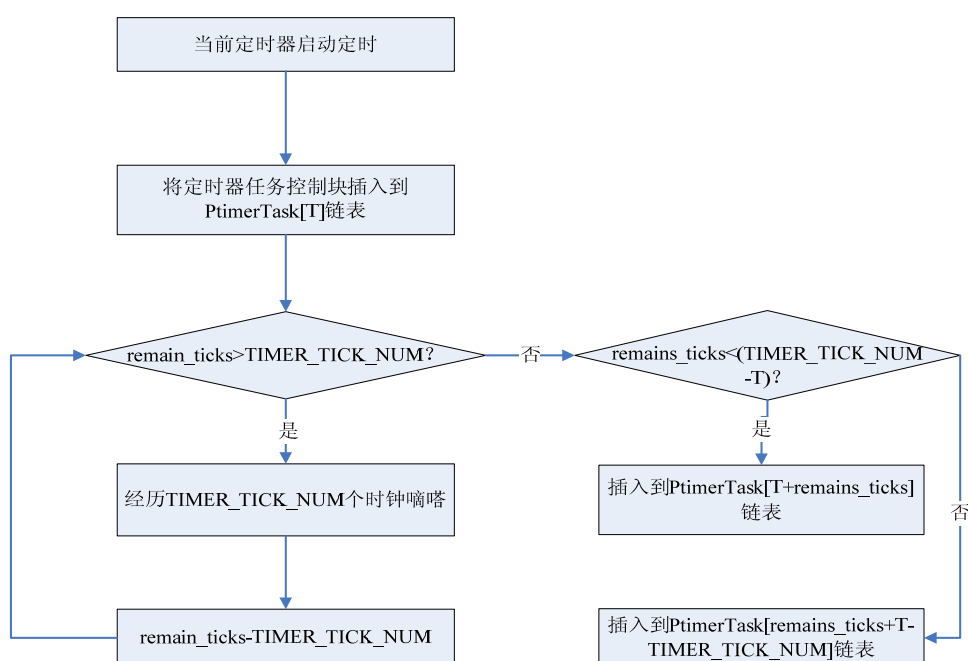 当前定时器启动定时
将定时器任务控制块插入到
PtimerTask[T]链表
remain_ticks>TIMER_TICK_NUM？
否
remains_ticks<(TIMER_TICK_NUM
-T)？
是
是
经历TIMER_TICK_NUM个时钟嘀嗒
插入到PtimerTask[T+remains_ticks]
链表
否
remain_ticks-TIMER_TICK_NUM
插入到PtimerTask[remains_ticks+T-
TIMER_TICK_NUM]链表